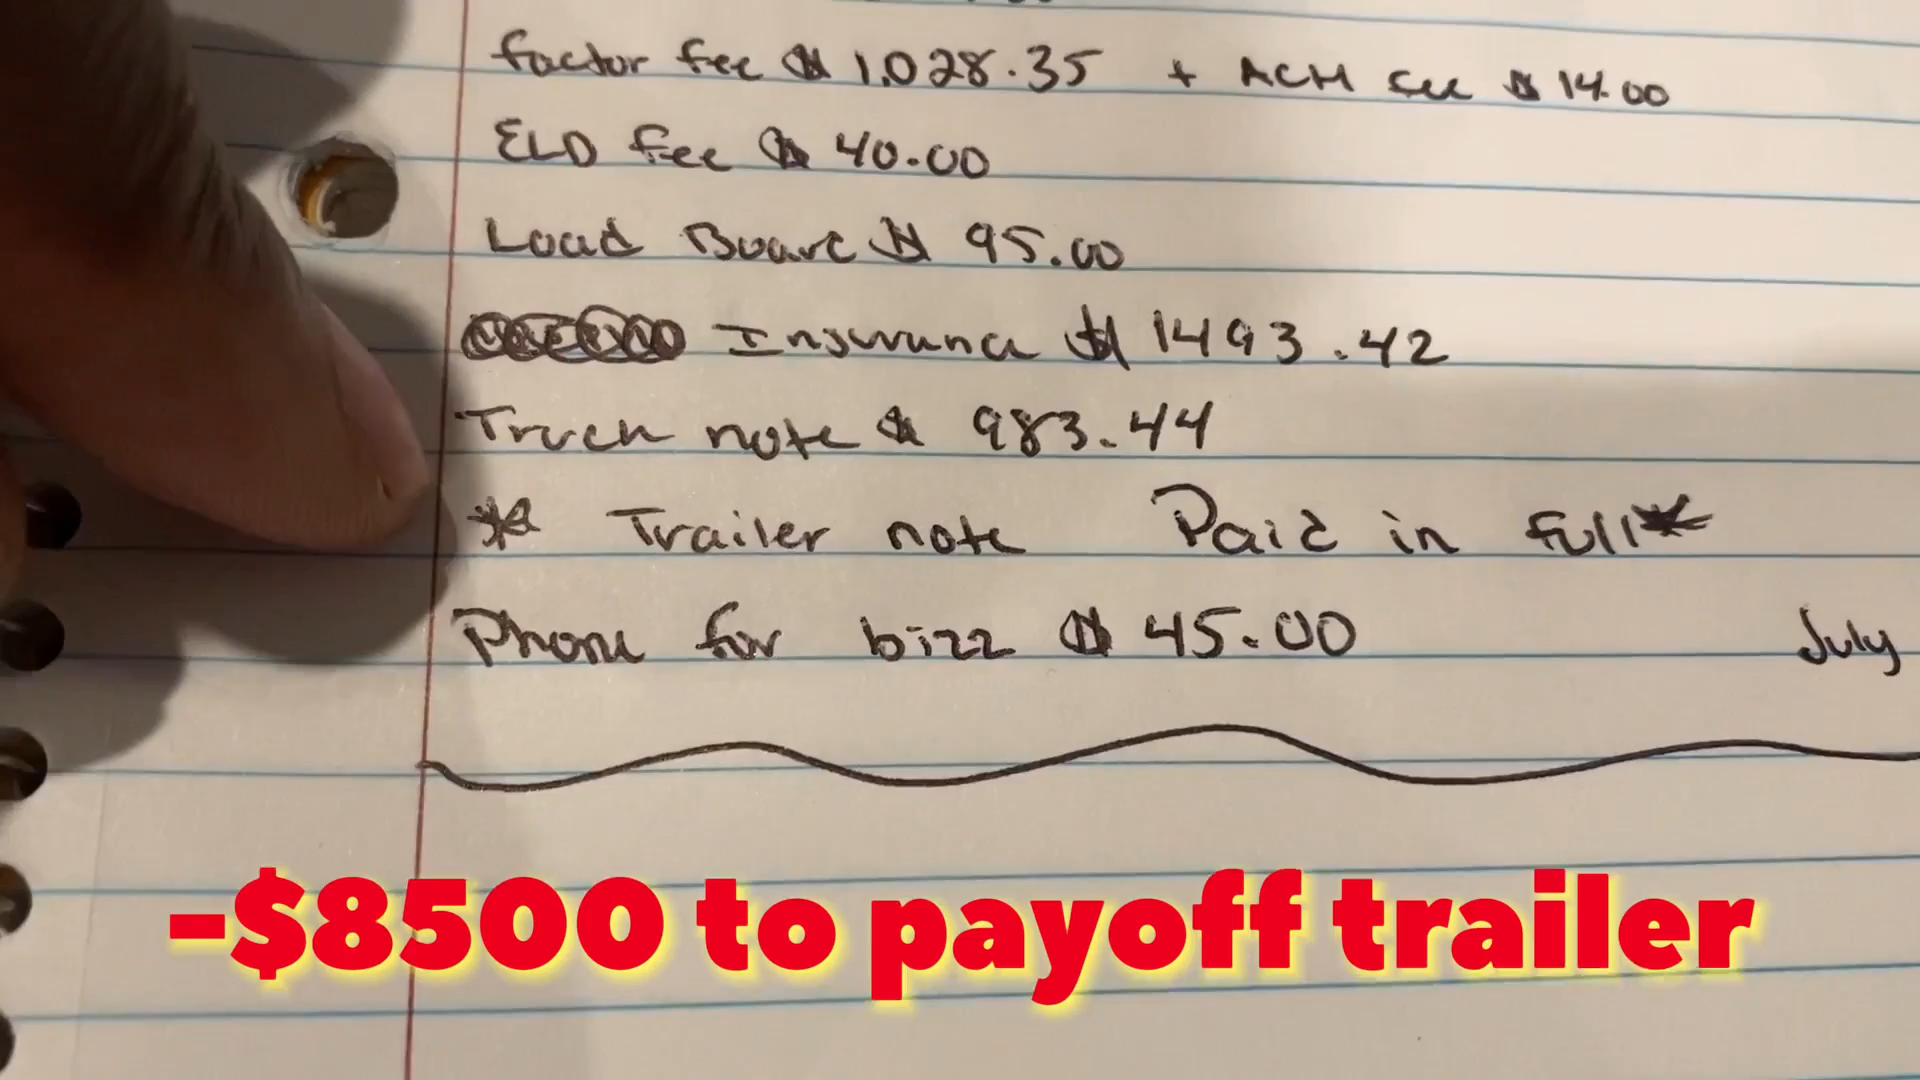 factor fee $ 1,028.35 + ACH fee $ 14.00
ELD fee $ 40.00
Load Board $ 95.00
Insurance $ 1493.42
Truck note $ 983.44
* Trailer note Paid in full*
Phone for bizz $ 45.00 July
-$8500 to payoff trailer